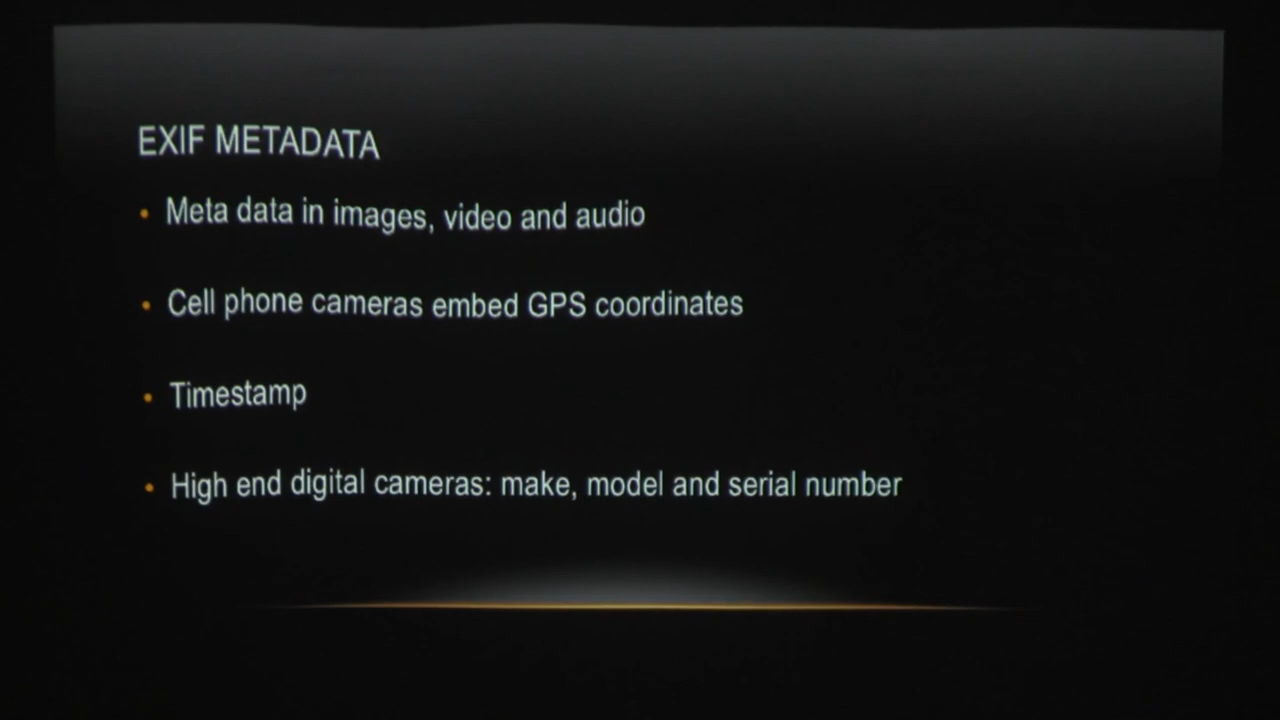 EXIF METADATA
• Meta data in images, video and audio
• Cell phone cameras embed GPS coordinates
• Timestamp
• High end digital cameras: make, model and serial number